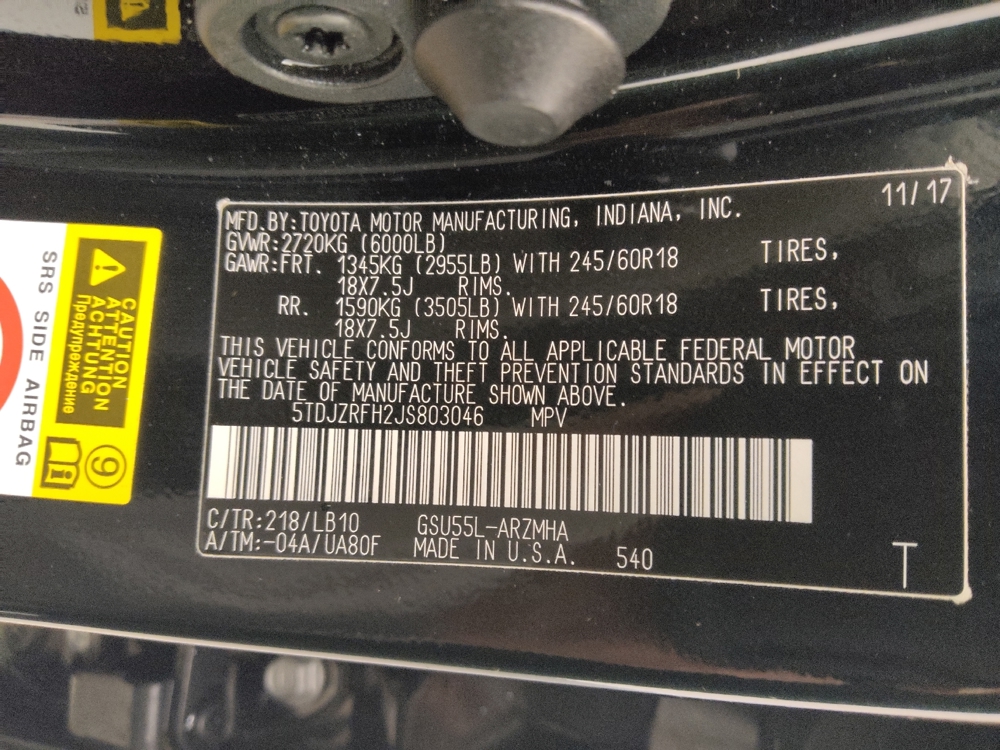 11/17
MFD.BY:TOYOTA MOTOR MANUFACTURING, INDIANA, INC.
GVWR:2720KG (6000LB)
GAWR:FRT. 1345KG (2955LB) WITH 245/60R18 TIRES,
18X7.5J RIMS.
RR. 1590KG (3505LB) WITH 245/60R18 TIRES,
18X7.5J RIMS.
THIS VEHICLE CONFORMS TO ALL APPLICABLE FEDERAL MOTOR
VEHICLE SAFETY AND THEFT PREVENTION STANDARDS IN EFFECT ON
THE DATE OF MANUFACTURE SHOWN ABOVE.
5TDJZRFH2JS803046 MPV
C/TR:218/LB10 GSU55L-ARZMHA
A/TM:-04A/UA80F MADE IN U.S.A. 540
T
CAUTION
ATTENTION
ACHTUNG
Предупреждение
9
SRS SIDE AIRBAG